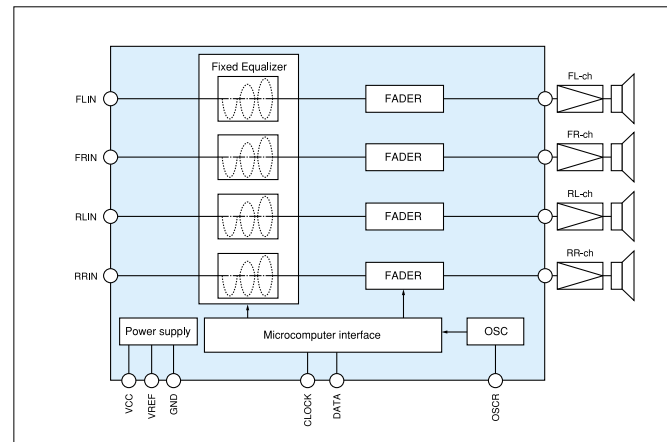 Fixed Equalizer
FL-ch
FLIN
FADER
FR-ch
FRIN
FADER
RL-ch
RLIN
FADER
RR-ch
RRIN
FADER
Power supply
Microcomputer interface
OSC
VCC
VREF
GND
CLOCK
DATA
OSCR